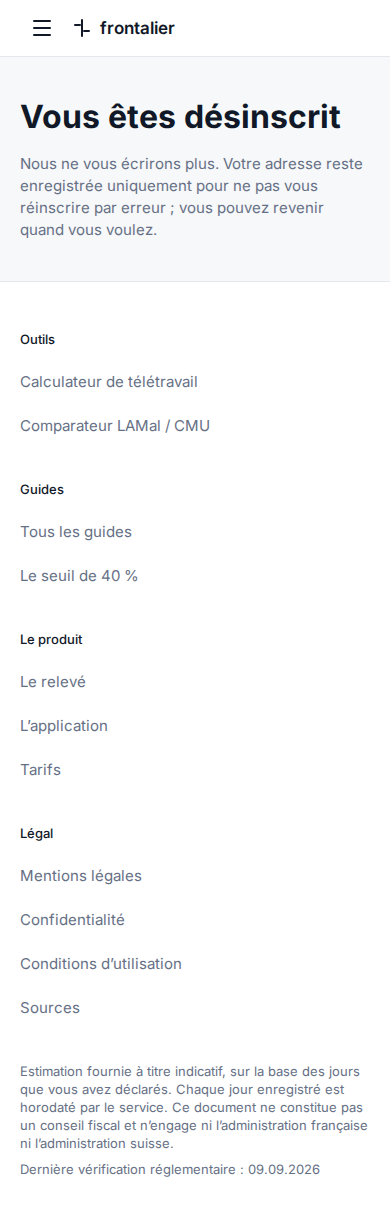 frontalier
Vous êtes désinscrit
Nous ne vous écrirons plus. Votre adresse reste
enregistrée uniquement pour ne pas vous
réinscrire par erreur ; vous pouvez revenir
quand vous voulez.
Outils
Calculateur de télétravail
Comparateur LAMal / CMU
Guides
Tous les guides
Le seuil de 40 %
Le produit
Le relevé
L’application
Tarifs
Légal
Mentions légales
Confidentialité
Conditions d’utilisation
Sources
Estimation fournie à titre indicatif, sur la base des jours
que vous avez déclarés. Chaque jour enregistré est
horodaté par le service. Ce document ne constitue pas
un conseil fiscal et n’engage ni l’administration française
ni l’administration suisse.
Dernière vérification réglementaire : 09.09.2026